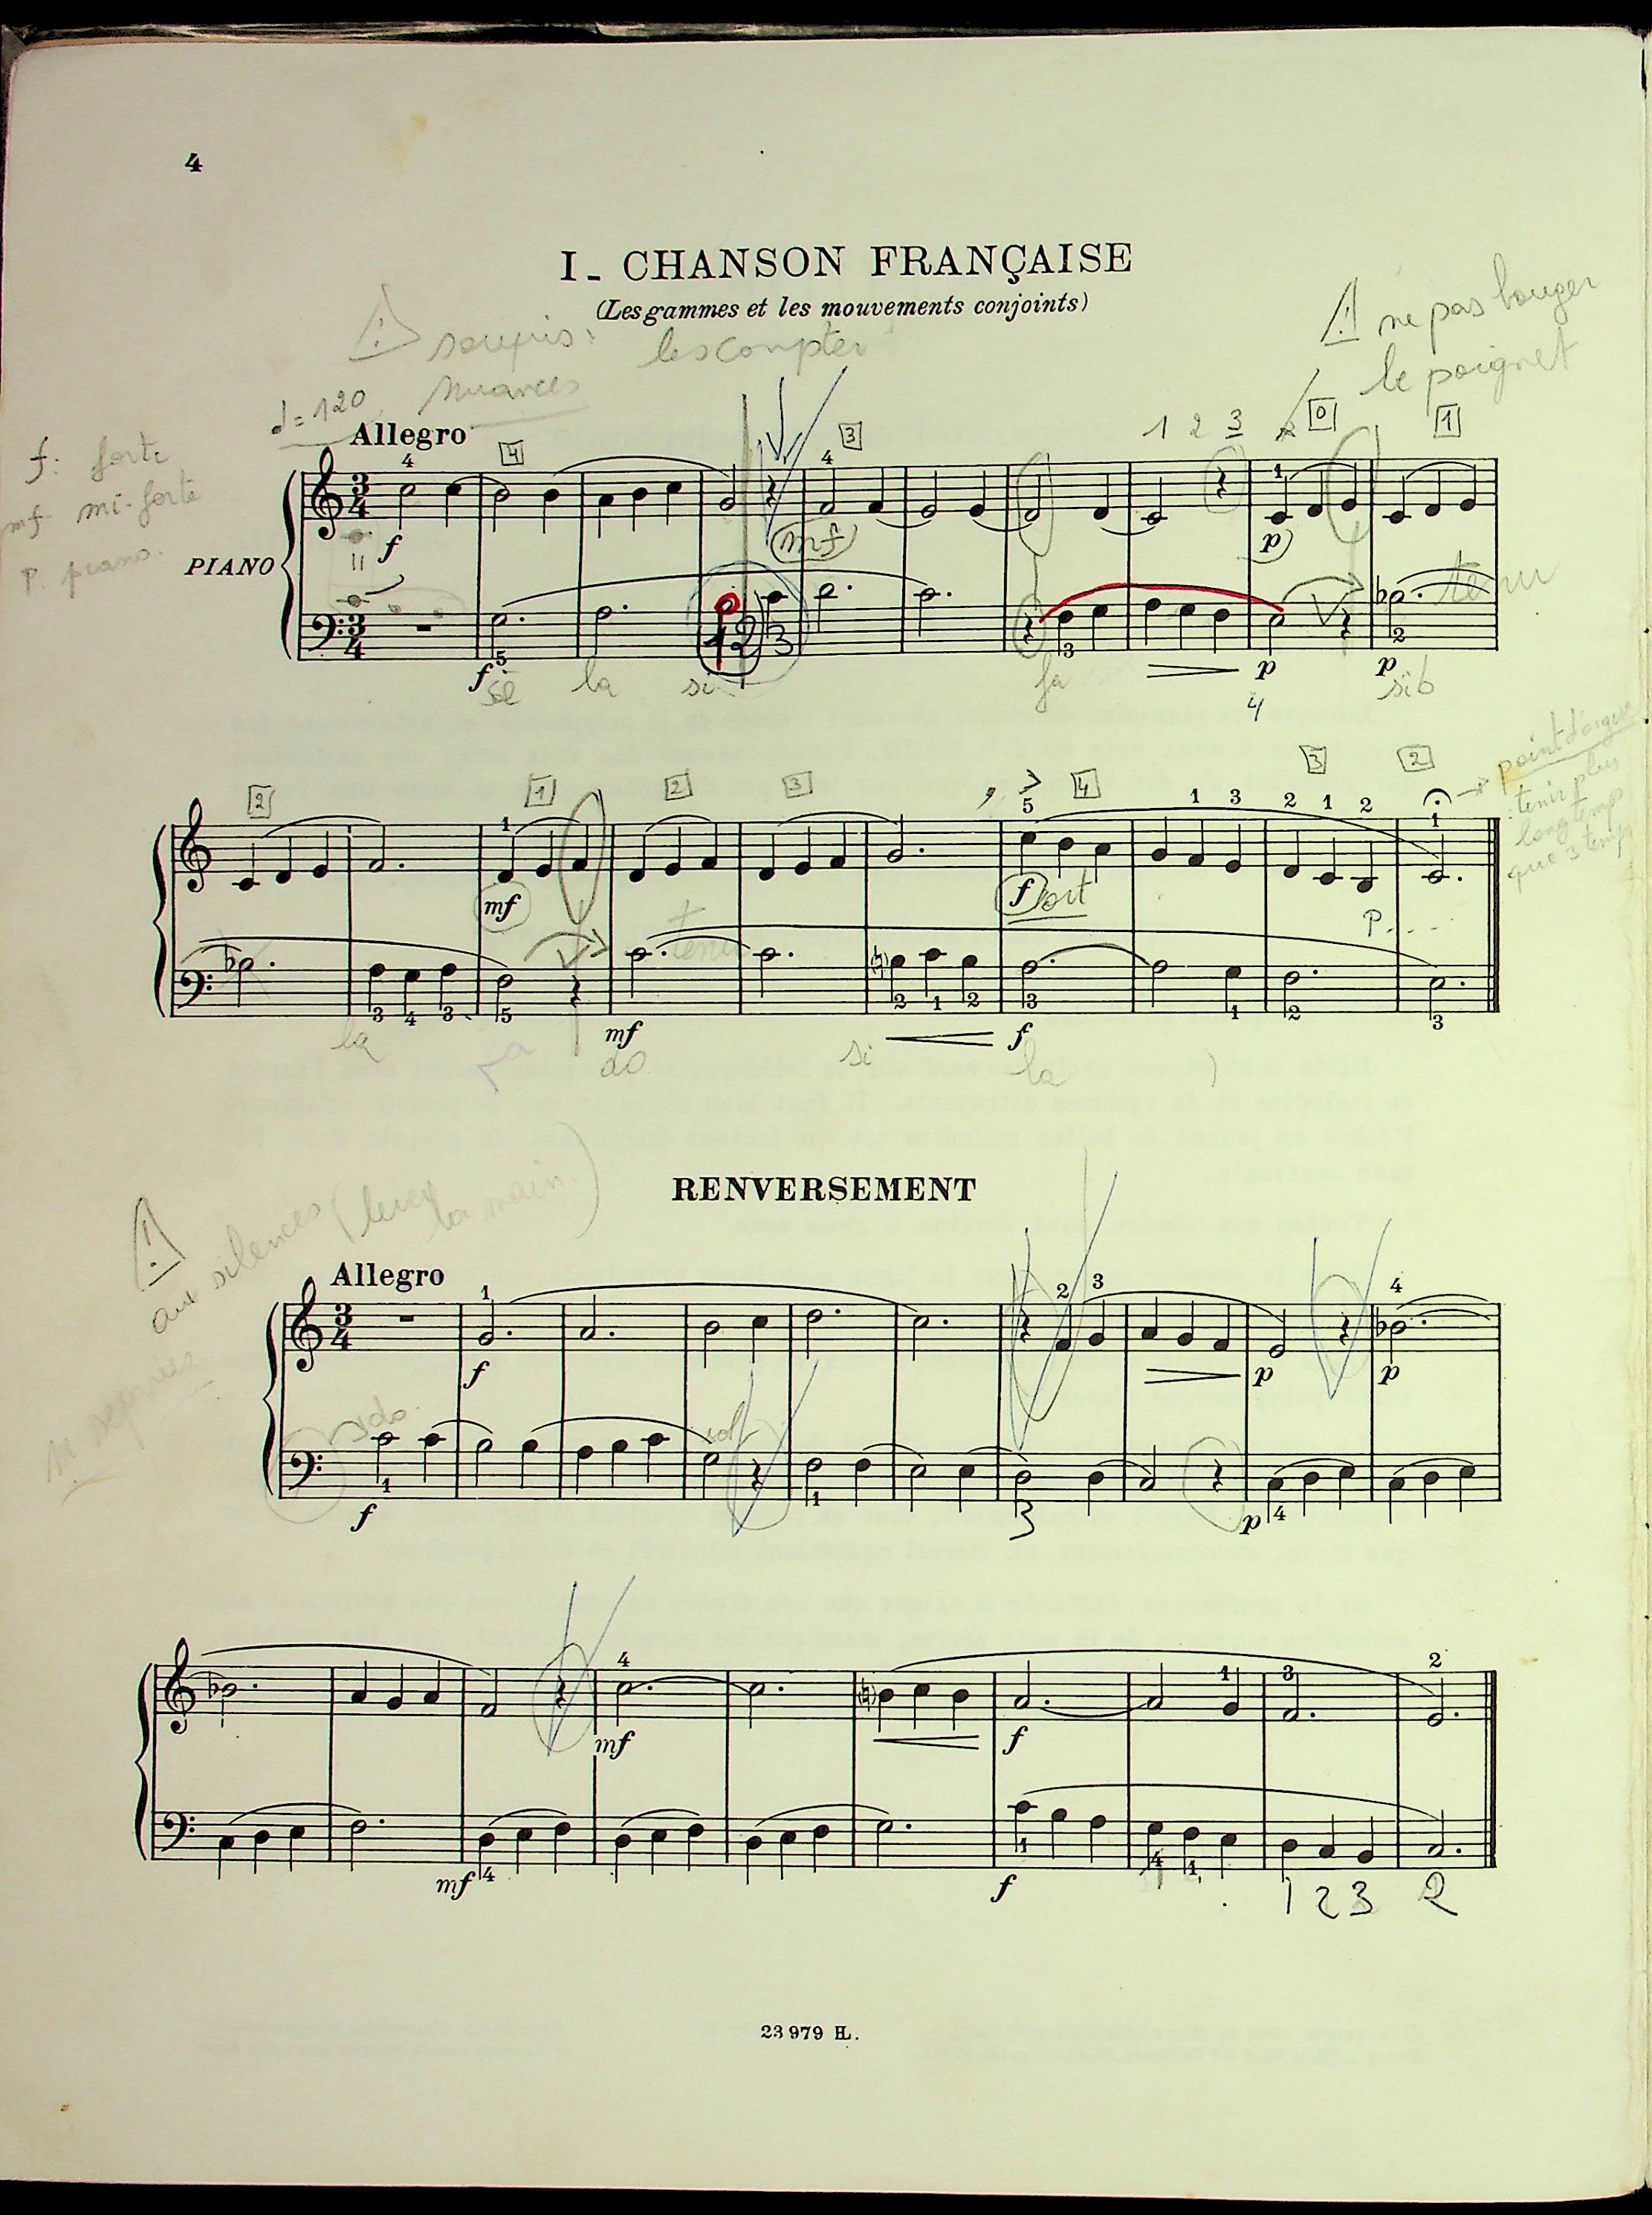 4
I_ CHANSON FRANÇAISE
(Les gammes et les mouvements conjoints)
soupirs: les compter
nuances
ne pas bouger
le poignet
= 120
Allegro
f: forte
mf mi-forte
P. piano.
PIANO
4 4 3 1 2 3 0 1
4 4 1
f mf p
tenu
1 2 3
5 3 2
f p p
la si fa sib
4
point d'orgue
: tenir plus
longtemps
que 3 temps
2 1 2 3 4 3 2
1 5 1 3 2 1 2 1
mf f fort
P...
tenu
3 4 3 5 2 1 2 3 1 2 3
mf f
la do si la
RENVERSEMENT
aux silences (lever
la main)
Allegro
1 2 3 4
f p p
do sol
1 1 3 4
f p
4 1 3 2
mf f
4 1 4 1
mf f
1 2 3 2
23 979 H.